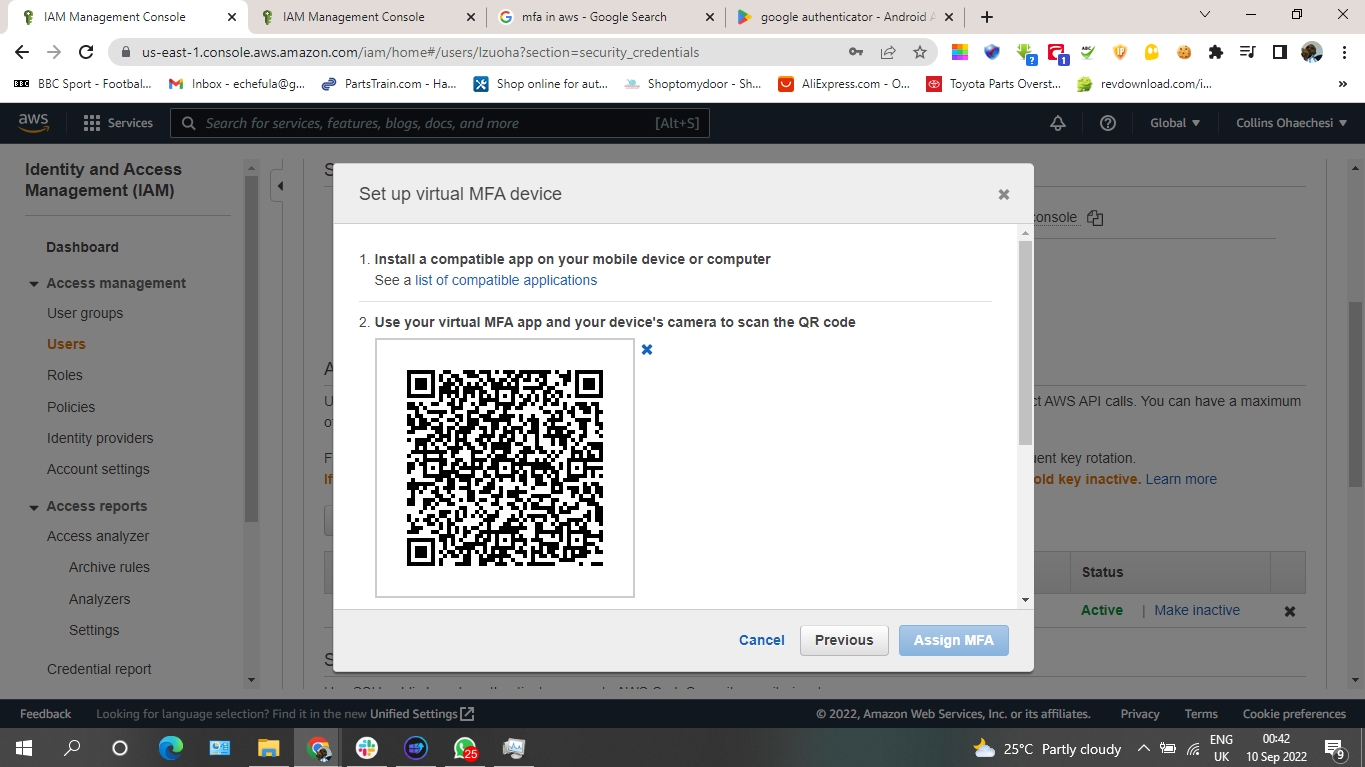 IAM Management Console
IAM Management Console
mfa in aws - Google Search
google authenticator - Android A
us-east-1.console.aws.amazon.com/iam/home#/users/Izuoha?section=security_credentials
BBC Sport - Footbal...
Inbox - echefula@g...
PartsTrain.com - Ha...
Shop online for aut...
Shoptomydoor - Sh...
AliExpress.com - O...
Toyota Parts Overst...
revdownload.com/i...
»
aws
Services
Search for services, features, blogs, docs, and more
[Alt+S]
Global
Collins Ohaechesi
Identity and Access
Management (IAM)
Dashboard
Access management
User groups
Users
Roles
Policies
Identity providers
Account settings
Access reports
Access analyzer
Archive rules
Analyzers
Settings
Credential report
Set up virtual MFA device
1. Install a compatible app on your mobile device or computer
See a list of compatible applications
2. Use your virtual MFA app and your device's camera to scan the QR code
Cancel
Previous
Assign MFA
console
ct AWS API calls. You can have a maximum
uent key rotation.
old key inactive. Learn more
Status
Active | Make inactive
Feedback
Looking for language selection? Find it in the new Unified Settings
© 2022, Amazon Web Services, Inc. or its affiliates.
Privacy
Terms
Cookie preferences
25
25°C Partly cloudy
ENG
UK
00:42
10 Sep 2022
9